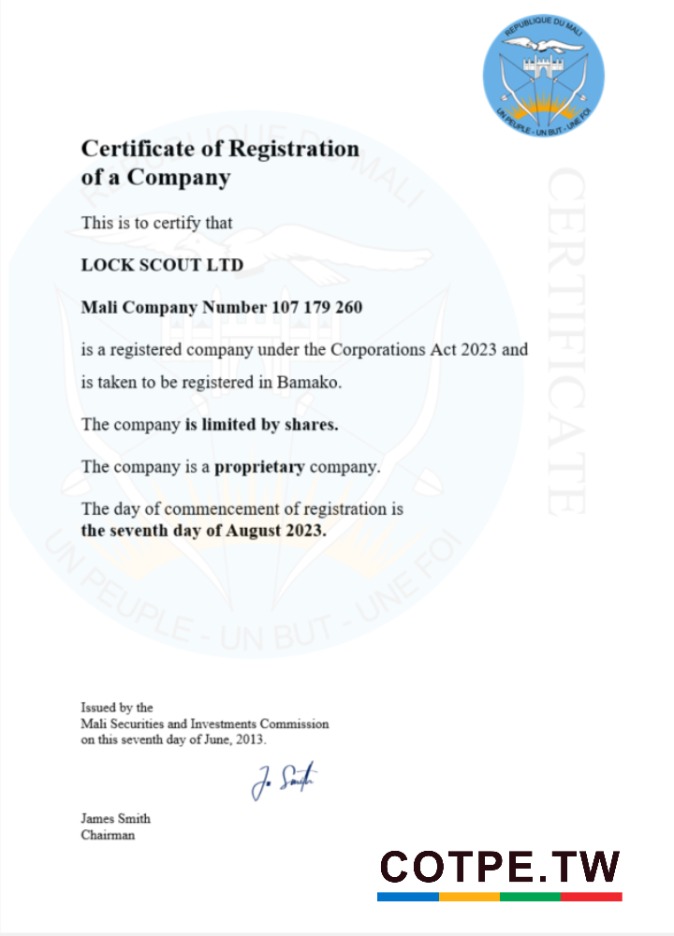 REPUBLIQUE DU MALI
UN PEUPLE - UN BUT - UNE FOI
Certificate of Registration
of a Company
This is to certify that
LOCK SCOUT LTD
Mali Company Number 107 179 260
is a registered company under the Corporations Act 2023 and
is taken to be registered in Bamako.
The company is limited by shares.
The company is a proprietary company.
The day of commencement of registration is
the seventh day of August 2023.
CERTIFICATE
REPUBLIQUE DU MALI
UN PEUPLE - UN BUT - UNE FOI
Issued by the
Mali Securities and Investments Commission
on this seventh day of June, 2013.
J. Smith
James Smith
Chairman
COTPE.TW